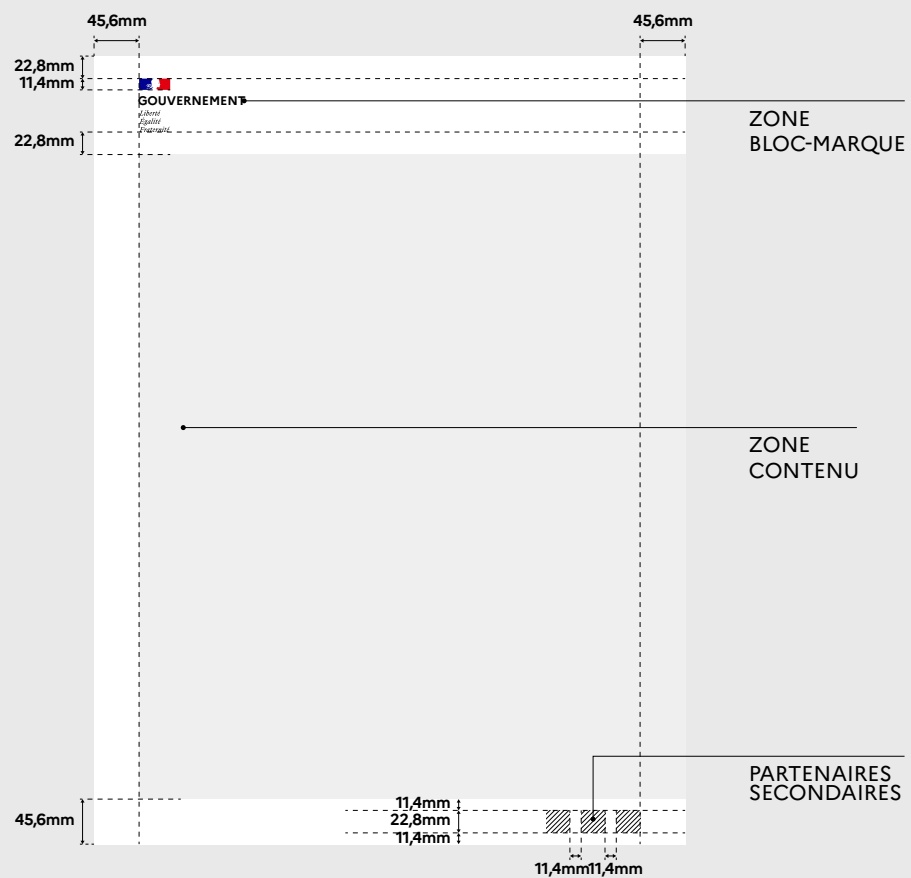 45,6mm
45,6mm
22,8mm
11,4mm
GOUVERNEMENT
Liberté
Égalité
Fraternité
ZONE
BLOC-MARQUE
22,8mm
ZONE
CONTENU
PARTENAIRES
SECONDAIRES
11,4mm
45,6mm
22,8mm
11,4mm
11,4mm
11,4mm